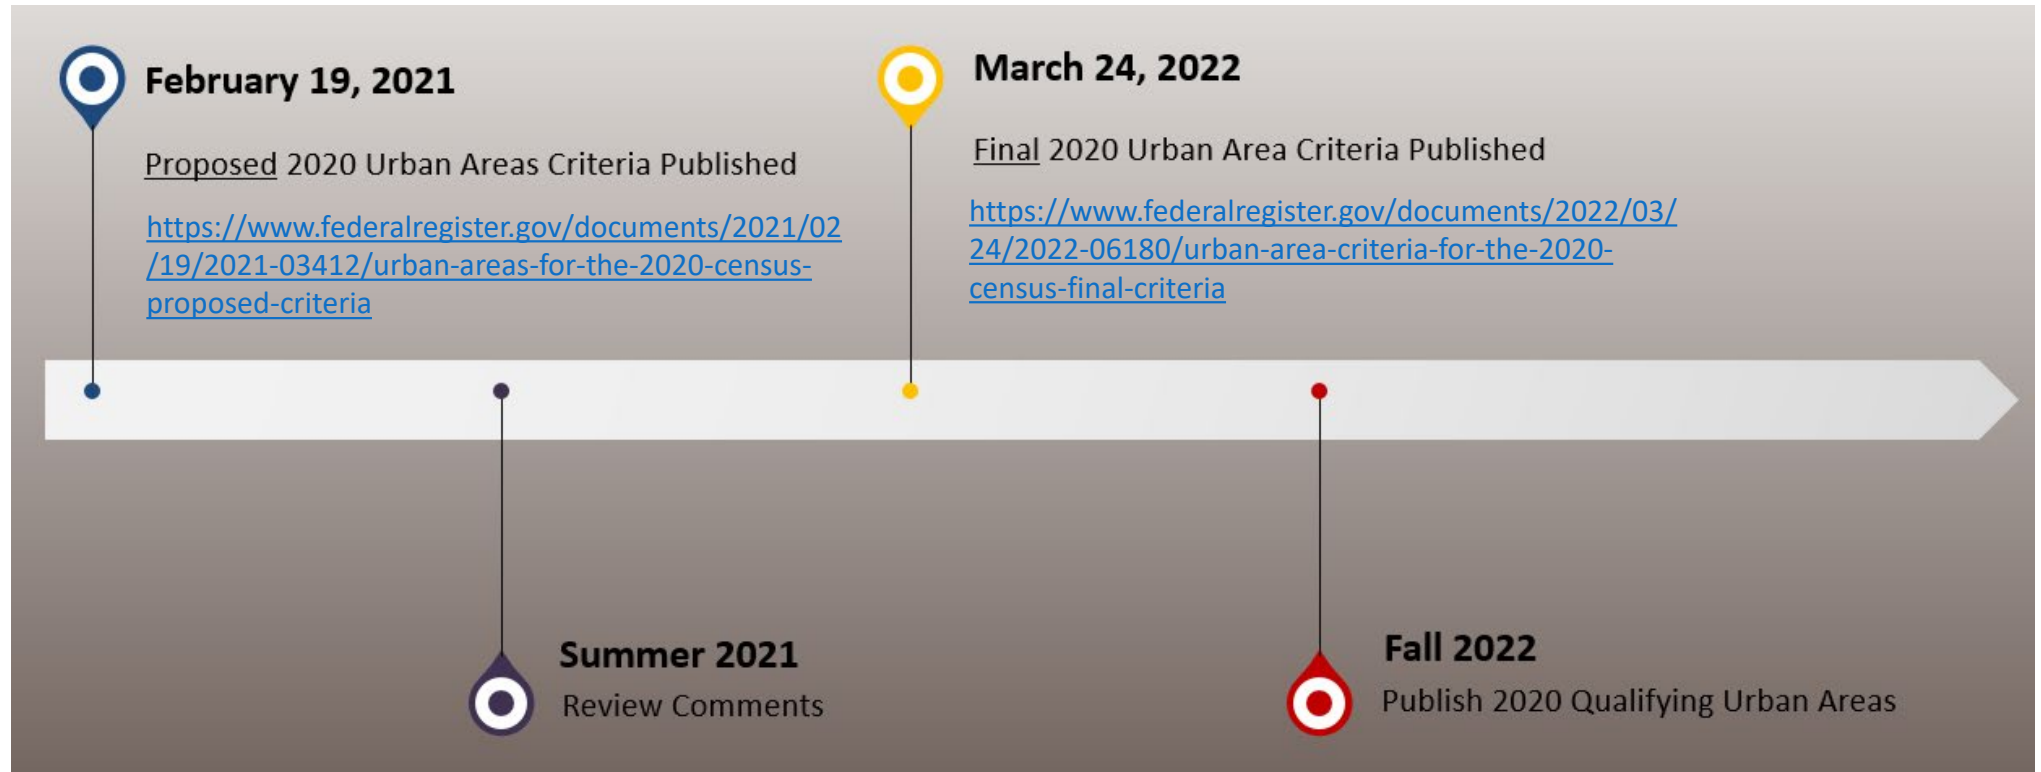 February 19, 2021
Proposed 2020 Urban Areas Criteria Published
https://www.federalregister.gov/documents/2021/02
/19/2021-03412/urban-areas-for-the-2020-census-
proposed-criteria
March 24, 2022
Final 2020 Urban Area Criteria Published
https://www.federalregister.gov/documents/2022/03/
24/2022-06180/urban-area-criteria-for-the-2020-
census-final-criteria
Summer 2021
Review Comments
Fall 2022
Publish 2020 Qualifying Urban Areas